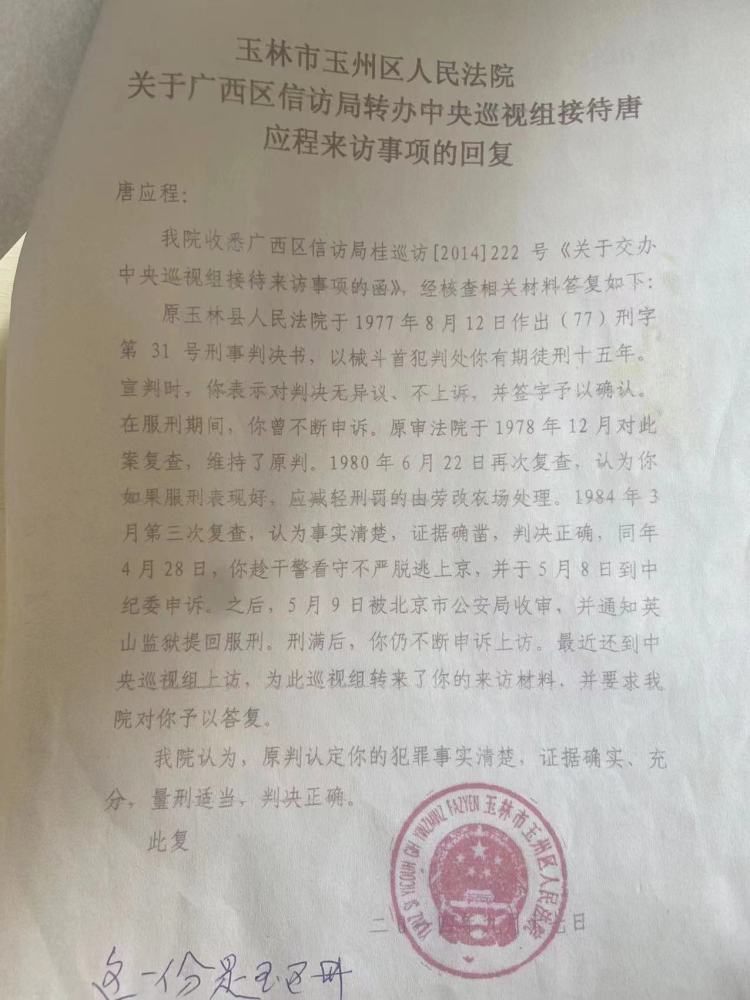 玉林市玉州区人民法院
关于广西区信访局转办中央巡视组接待唐
应程来访事项的回复
唐应程：
我院收悉广西区信访局桂巡访[2014]222 号《关于交办
中央巡视组接待来访事项的函》，经核查相关材料答复如下：
原玉林县人民法院于 1977 年 8 月 12 日作出（77）刑字
第 31 号刑事判决书，以械斗首犯判处你有期徒刑十五年。
宣判时，你表示对判决无异议、不上诉，并签字予以确认。
在服刑期间，你曾不断申诉。原审法院于 1978 年 12 月对此
案复查，维持了原判。1980 年 6 月 22 日再次复查，认为你
如果服刑表现好，应减轻刑罚的由劳改农场处理。1984 年 3
月第三次复查，认为事实清楚，证据确凿，判决正确，同年
4 月 28 日，你趁干警看守不严脱逃上京，并于 5 月 8 日到中
纪委申诉。之后，5 月 9 日被北京市公安局收审，并通知英
山监狱提回服刑。刑满后，你仍不断申诉上访。最近还到中
央巡视组上访，为此巡视组转来了你的来访材料，并要求我
院对你予以答复。
我院认为，原判认定你的犯罪事实清楚，证据确实、充
分，量刑适当，判决正确。
此复
玉林市玉州区人民法院
二〇 日
这一份是玉区